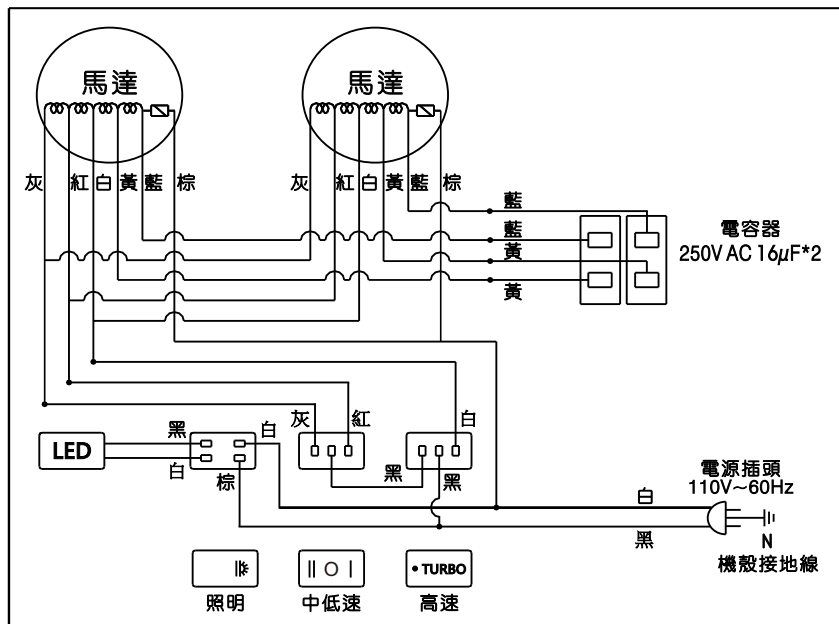 馬達 馬達
灰 紅 白 黃 藍 棕 灰 紅 白 黃 藍 棕
藍
藍
黃
黃
電容器
250V AC 16μF*2
灰 紅 白
LED 黑 白
白 棕
黑 黑
電源插頭
110V~60Hz
白
黑
N
機殼接地線
|| O | • TURBO
照明 中低速 高速